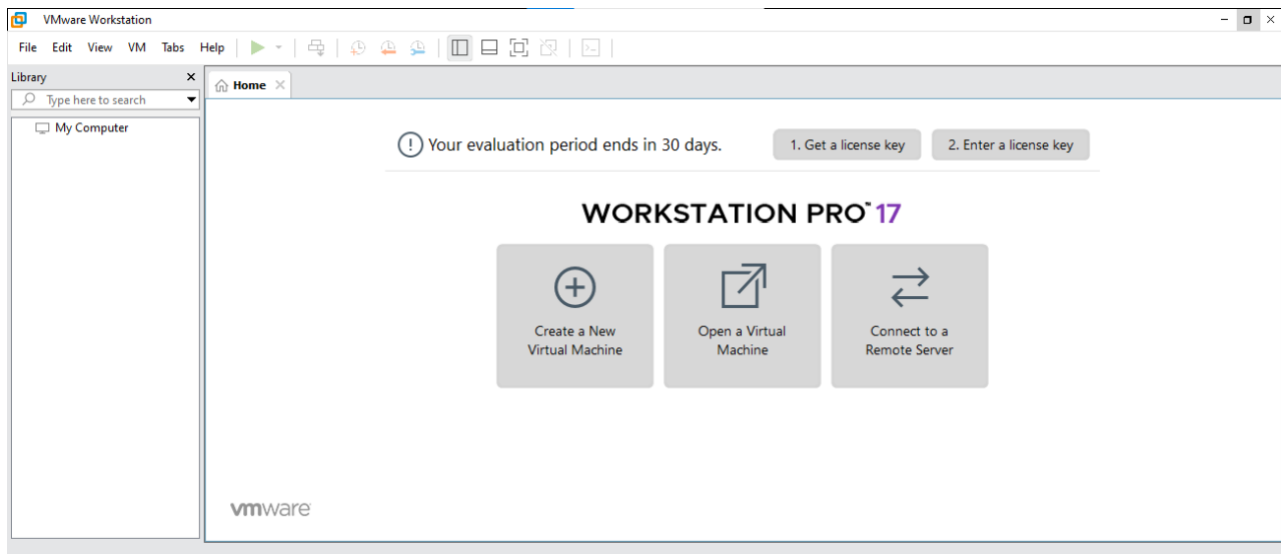 VMware Workstation
File Edit View VM Tabs Help
Library
Type here to search
My Computer
Home
Your evaluation period ends in 30 days.
1. Get a license key
2. Enter a license key
WORKSTATION PRO™ 17
Create a New
Virtual Machine
Open a Virtual
Machine
Connect to a
Remote Server
vmware